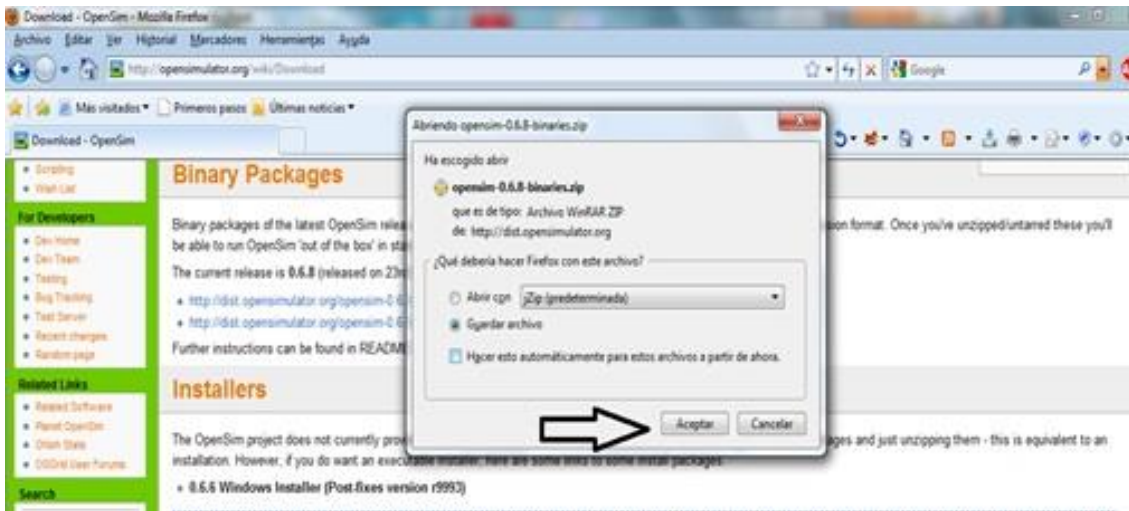 Download - OpenSim - Mozilla Firefox
Archivo Editar Ver Historial Marcadores Herramientas Ayuda
http://opensimulator.org/wiki/Download
Google
Más visitados Primeros pasos Últimas noticias
Download - OpenSim
Scripting
Wish List
For Developers
Dev Home
Dev Team
Testing
Bug Tracking
Test Server
Recent changes
Random page
Related Links
Related Software
Planet OpenSim
OSGrid User Forums
Search
Binary Packages
Binary packages of the latest OpenSim relea
ion format. Once you've unzipped/untarred these you'll
be able to run OpenSim 'out of the box' in sta
The current release is 0.6.8 (released on 23
http://dist.opensimulator.org/opensim-0.6
http://dist.opensimulator.org/opensim-0.6
Further instructions can be found in README
Installers
The OpenSim project does not currently prov
ages and just unzipping them - this is equivalent to an
installation. However, if you do want an executable installer, here are some links to some install packages
0.6.6 Windows Installer (Post-fixes version r9993)
Abriendo opensim-0.6.8-binaries.zip
Ha escogido abrir
opensim-0.6.8-binaries.zip
que es de tipo: Archivo WinRAR ZIP
de: http://dist.opensimulator.org
¿Qué debería hacer Firefox con este archivo?
Abrir con jZip (predeterminada)
Guardar archivo
Hacer esto automáticamente para estos archivos a partir de ahora.
Aceptar Cancelar